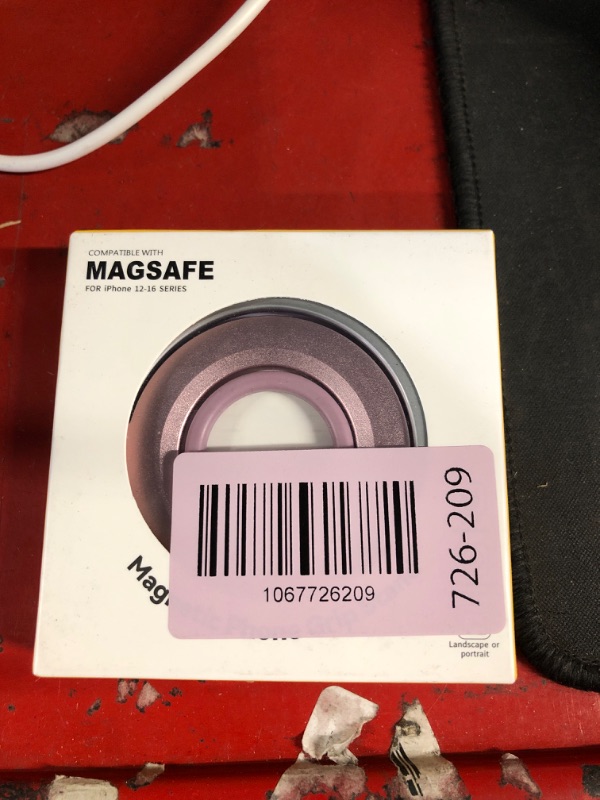 COMPATIBLE WITH
MAGSAFE
FOR iPhone 12-16 SERIES
1067726209
726-209
Landscape or
portrait